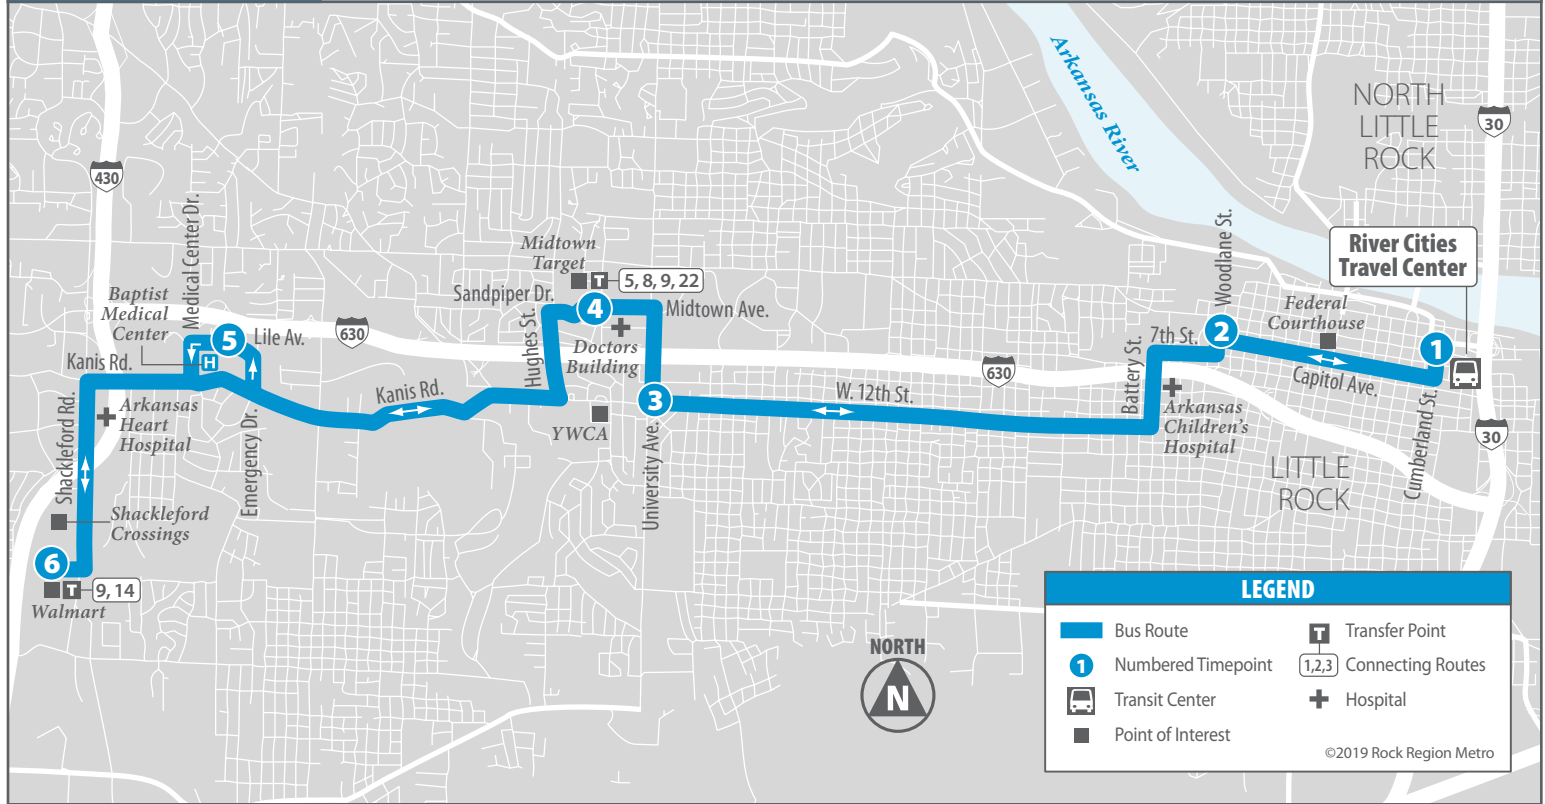 Arkansas River
NORTH
LITTLE
ROCK
30
430
Medical Center Dr.
Woodlane St.
River Cities
Travel Center
Midtown
Target
T
5, 8, 9, 22
Sandpiper Dr.
4
Midtown Ave.
Baptist
Medical
Center
Federal
Courthouse
5
Lile Av.
630
Hughes St.
Doctors
Building
7th St.
2
1
Kanis Rd.
H
Battery St.
630
Capitol Ave.
Kanis Rd.
3
W. 12th St.
Shackleford Rd.
Arkansas
Heart
Hospital
Emergency Dr.
YWCA
University Ave.
Arkansas
Children's
Hospital
Cumberland St.
30
LITTLE
ROCK
Shackleford
Crossings
6
T
9, 14
Walmart
NORTH
N
LEGEND
Bus Route
T
Transfer Point
1
Numbered Timepoint
1,2,3
Connecting Routes
Transit Center
Hospital
Point of Interest
©2019 Rock Region Metro